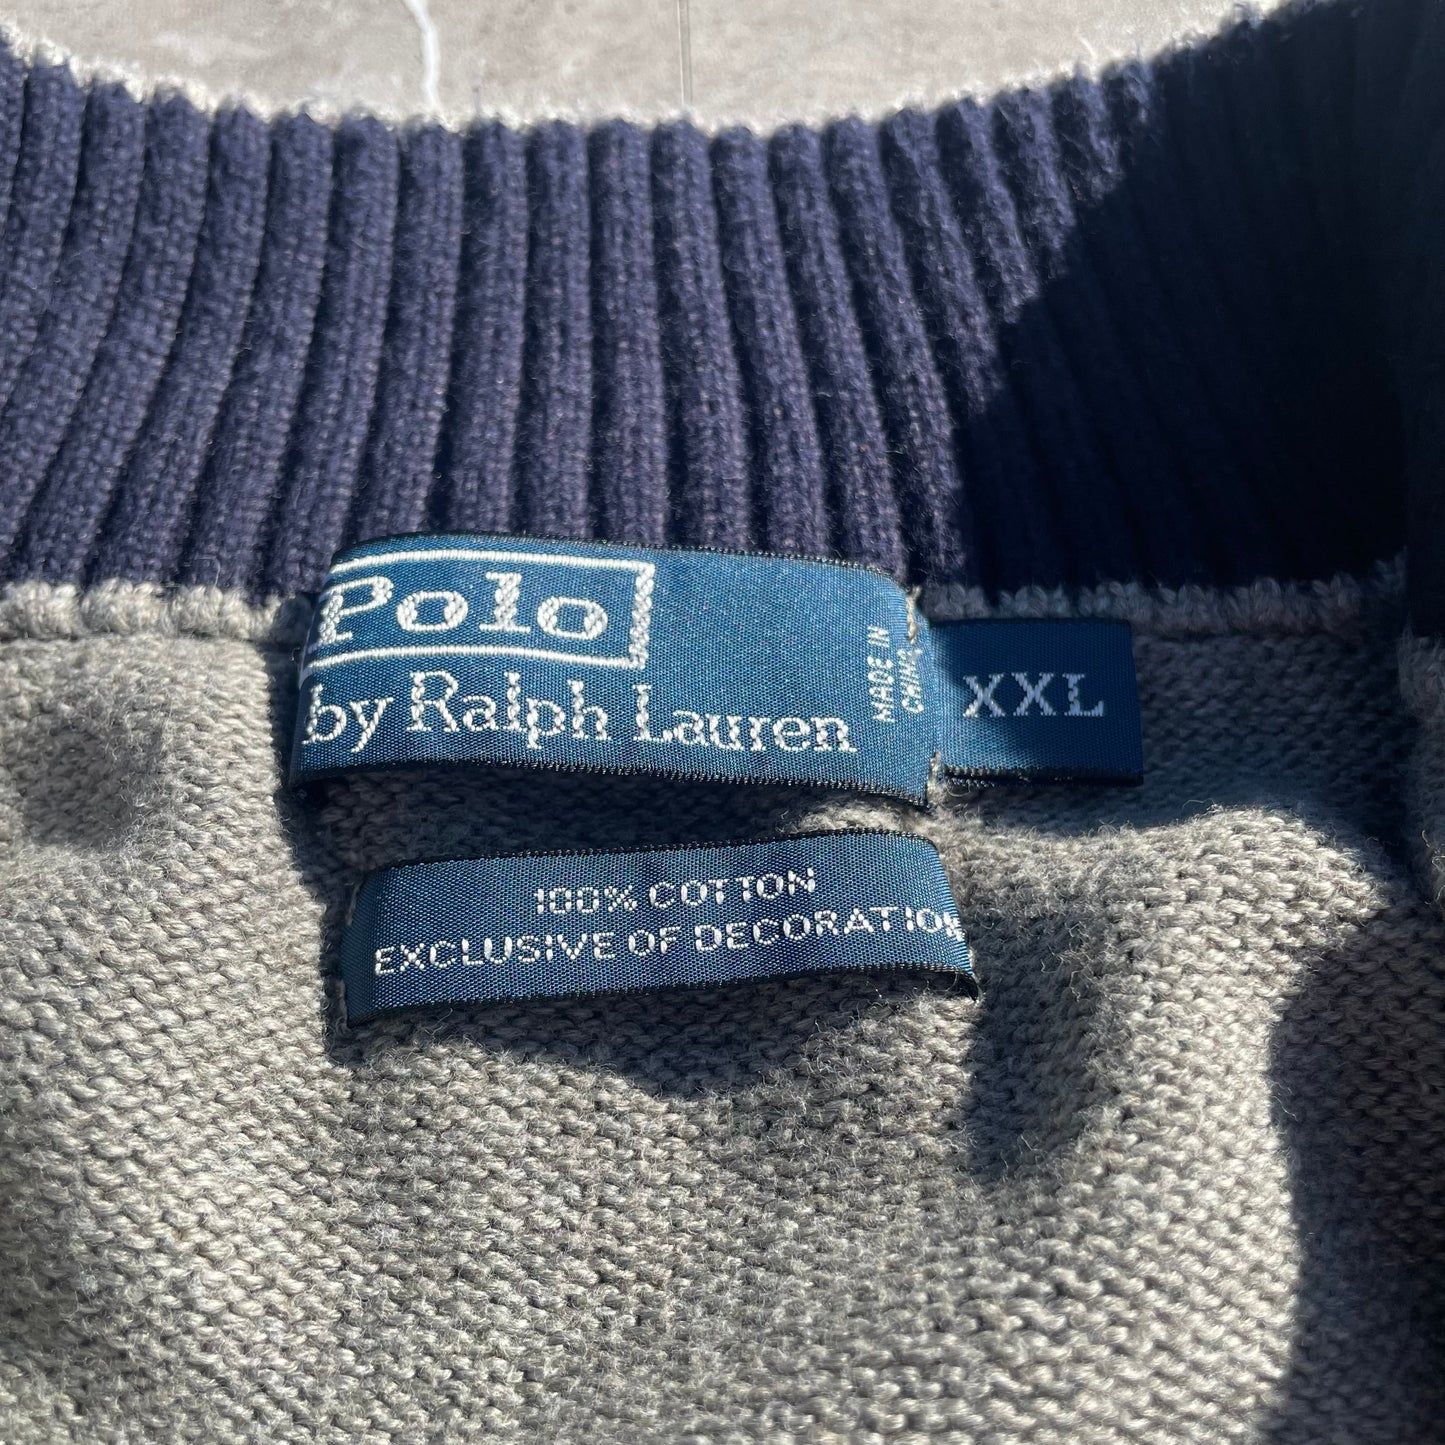 Polo
by Ralph Lauren
MADE IN
CHINA
XXL
100% COTTON
EXCLUSIVE OF DECORATION